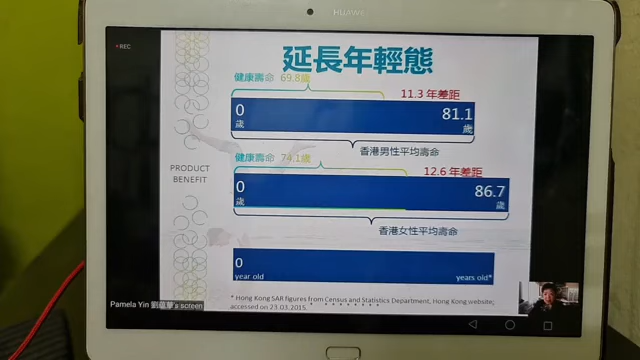 HUAWEI
REC
延長年輕態
健康壽命 69.8歲
11.3 年差距
0
歲
81.1
歲
香港男性平均壽命
健康壽命 74.1歲
12.6 年差距
PRODUCT
BENEFIT
0
歲
86.7
歲
香港女性平均壽命
0
year old
years old*
* Hong Kong SAR figures from Census and Statistics Department, Hong Kong website;
accessed on 23.03.2015.
Pamela Yin 's screen